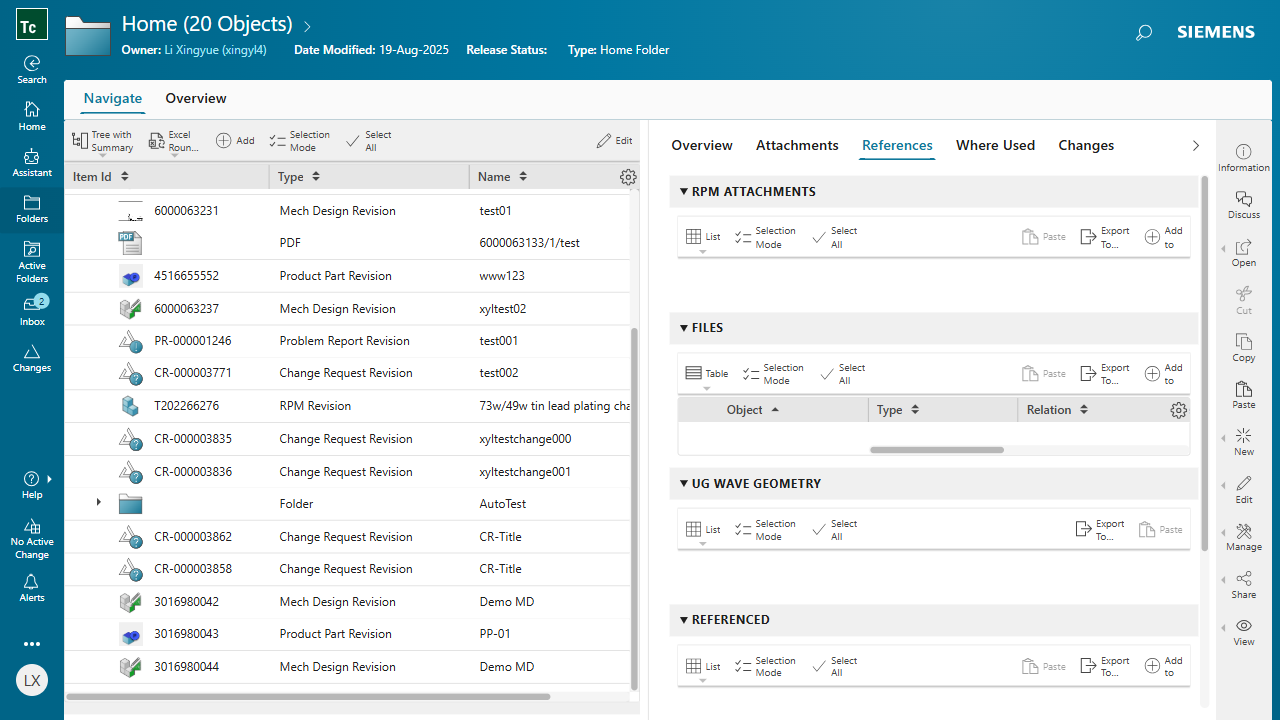 Tc
Home (20 Objects)
Owner: Li Xingyue (xingyl4) Date Modified: 19-Aug-2025 Release Status: Type: Home Folder
SIEMENS
Search
Home
Assistant
Folders
Active
Folders
2
Inbox
Changes
Help
No Active
Change
Alerts
LX
Navigate Overview
Tree with
Summary
Excel
Roun...
Add
Selection
Mode
Select
All
Edit
Item Id Type Name
6000063231 Mech Design Revision test01
PDF PDF 6000063133/1/test
4516655552 Product Part Revision www123
6000063237 Mech Design Revision xyltest02
PR-000001246 Problem Report Revision test001
CR-000003771 Change Request Revision test002
T202266276 RPM Revision 73w/49w tin lead plating cha
CR-000003835 Change Request Revision xyltestchange000
CR-000003836 Change Request Revision xyltestchange001
Folder AutoTest
CR-000003862 Change Request Revision CR-Title
CR-000003858 Change Request Revision CR-Title
3016980042 Mech Design Revision Demo MD
3016980043 Product Part Revision PP-01
3016980044 Mech Design Revision Demo MD
Overview Attachments References Where Used Changes
RPM ATTACHMENTS
List
Selection
Mode
Select
All
Paste
Export
To...
Add
to
FILES
Table
Selection
Mode
Select
All
Paste
Export
To...
Add
to
Object Type Relation
UG WAVE GEOMETRY
List
Selection
Mode
Select
All
Export
To...
Paste
REFERENCED
List
Selection
Mode
Select
All
Paste
Export
To...
Add
to
Information
Discuss
Open
Cut
Copy
Paste
New
Edit
Manage
Share
View